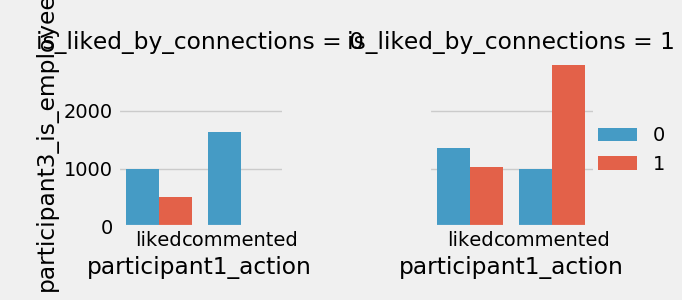 is_liked_by_connections = 0
is_liked_by_connections = 1
participant3_is_employee
2000
1000
0
liked
commented
participant1_action
liked
commented
participant1_action
0
1